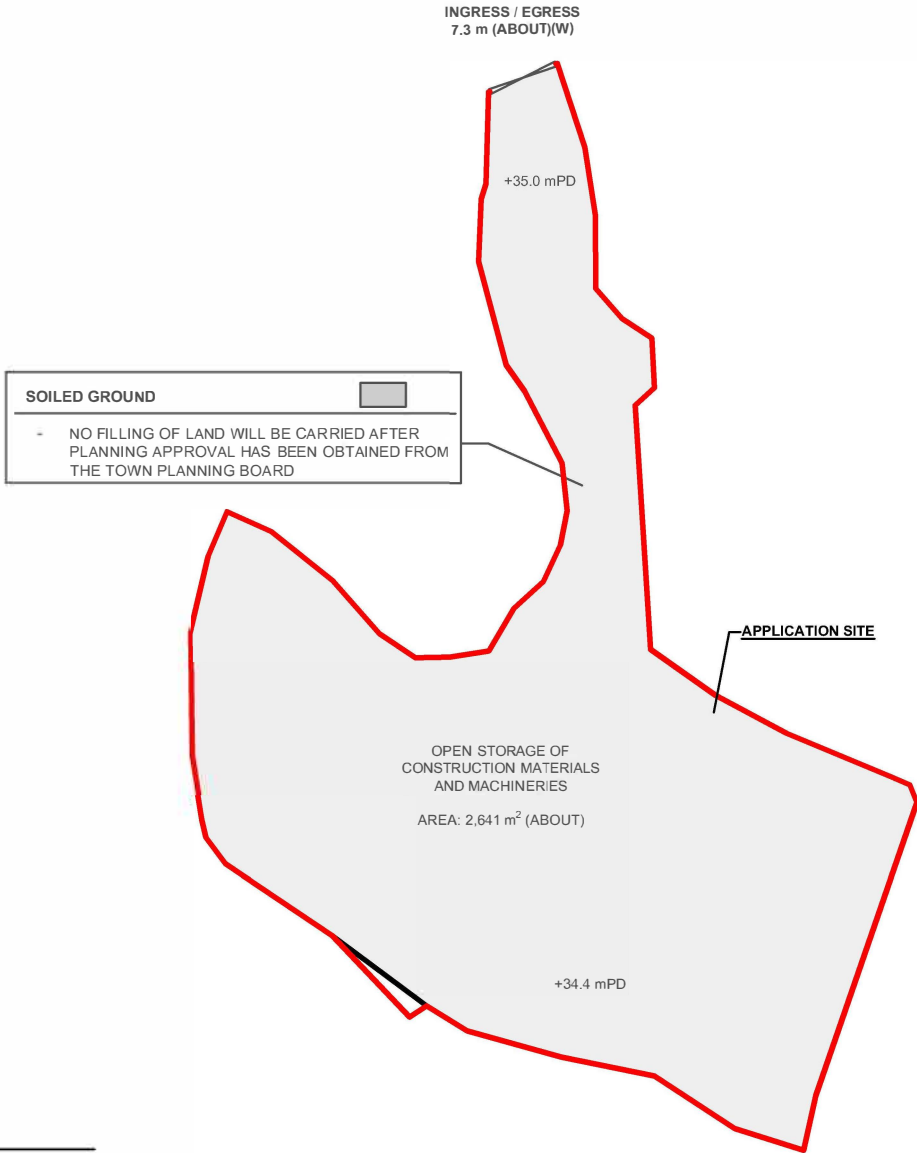 INGRESS / EGRESS
7.3 m (ABOUT)(W)
+35.0 mPD
SOILED GROUND
- NO FILLING OF LAND WILL BE CARRIED AFTER
PLANNING APPROVAL HAS BEEN OBTAINED FROM
THE TOWN PLANNING BOARD
APPLICATION SITE
OPEN STORAGE OF
CONSTRUCTION MATERIALS
AND MACHINERIES
AREA: 2,641 m² (ABOUT)
+34.4 mPD